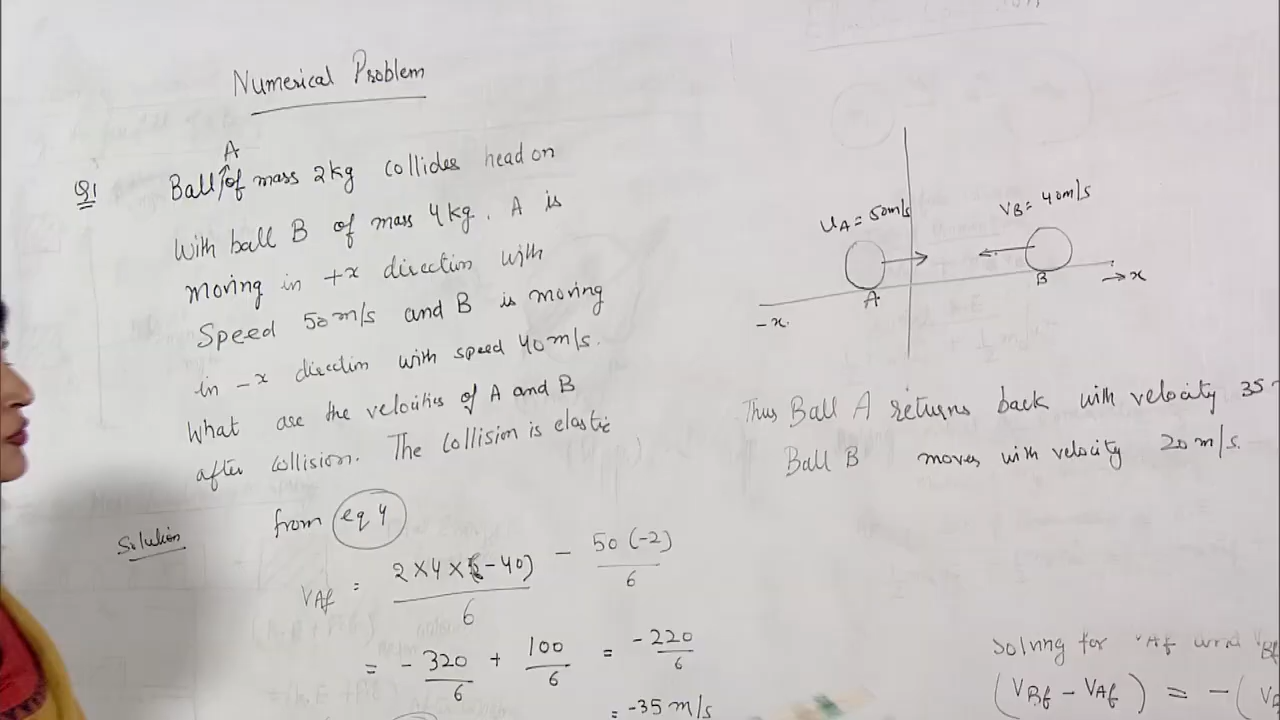 Numerical Problem
A
Q1 Ball of mass 2kg collides head on
with ball B of mass 4kg. A is
moving in +x direction with
Speed 50m/s and B is moving
in -x direction with speed 40m/s.
What are the velocities of A and B
after collision. The collision is elastic
Solution from eq 4
VAf = 2×4×(-40)/6 - 50(-2)/6
= -320/6 + 100/6 = -220/6
= -35 m/s
uA = 50m/s VB = 40m/s
A B → x
-x
Thus Ball A returns back with velocity 35
Ball B moves with velocity 20 m/s.
Solving for VAf and VBf
(VBf - VAf) = -(